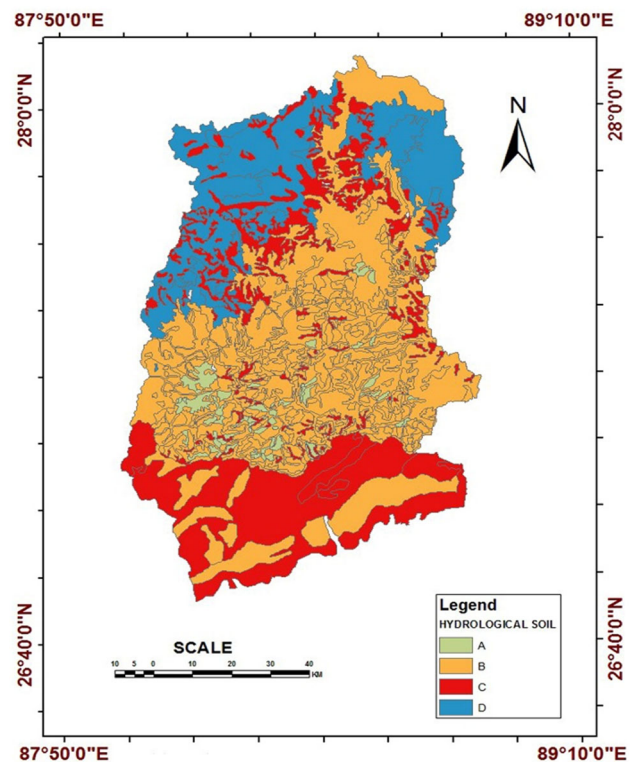 87°50'0"E 89°10'0"E
28°0'0"N 28°0'0"N
N
26°40'0"N 26°40'0"N
Legend
HYDROLOGICAL SOIL
A
B
C
D
SCALE
10 5 0 10 20 30 40
KM
87°50'0"E 89°10'0"E